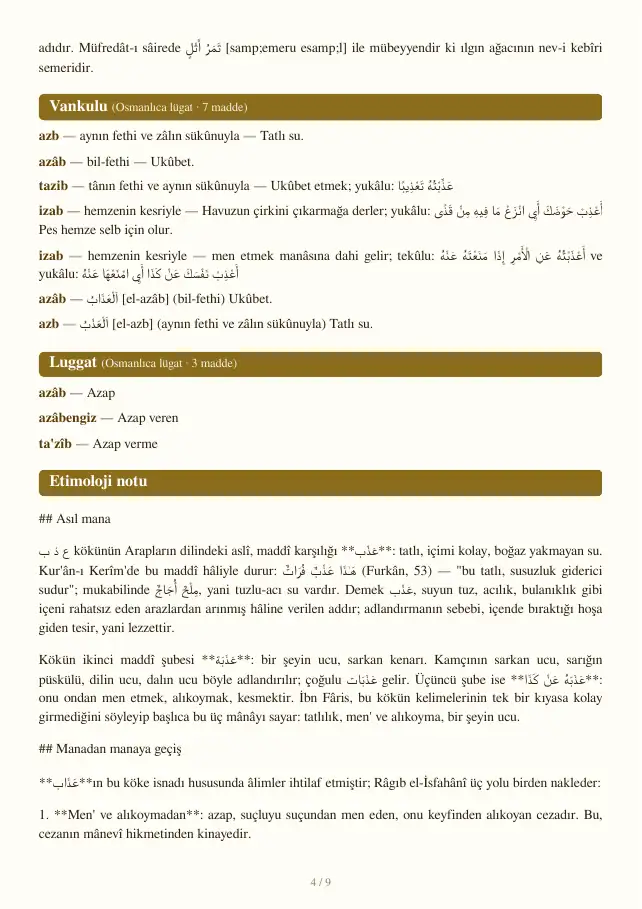 adıdır. Müfredât-ı sâirede ثَمَرُ أَثْلٍ [samp;emeru esamp;l] ile mübeyyendir ki ılgın ağacının nev-i kebîri
semeridir.
Vankulu (Osmanlıca lügat · 7 madde)
azb — aynın fethi ve zâlın sükûnuyla — Tatlı su.
azâb — bil-fethi — Ukûbet.
tazib — tânın fethi ve aynın sükûnuyla — Ukûbet etmek; yukâlu: عَذَّبْتُهُ تَعْذِيبًا
izab — hemzenin kesriyle — Havuzun çirkini çıkarmağa derler; yukâlu: أَعْذِبْ حَوْضَكَ أَيِ انْزَعْ مَا فِيهِ مِنْ قَذًى
Pes hemze selb için olur.
izab — hemzenin kesriyle — men etmek manâsına dahi gelir; tekûlu: أَعْذَبْتُهُ عَنِ الْأَمْرِ إِذَا مَنَعْتَهُ عَنْهُ ve
yukâlu: أَعْذِبْ نَفْسَكَ عَنْ كَذَا أَيِ امْنَعْهَا عَنْهُ
azâb — اَلْعَذَابُ [el-azâb] (bil-fethi) Ukûbet.
azb — اَلْعَذْبُ [el-azb] (aynın fethi ve zâlın sükûnuyla) Tatlı su.
Luggat (Osmanlıca lügat · 3 madde)
azâb — Azap
azâbengiz — Azap veren
ta'zîb — Azap verme
Etimoloji notu
## Asıl mana
ع ذ ب kökünün Arapların dilindeki aslî, maddî karşılığı **عَذْب**: tatlı, içimi kolay, boğaz yakmayan su.
Kur'ân-ı Kerîm'de bu maddî hâliyle durur: هَذَا عَذْبٌ فُرَاتٌ (Furkân, 53) — "bu tatlı, susuzluk giderici
sudur"; mukabilinde مِلْحٌ أُجَاجٌ, yani tuzlu-acı su vardır. Demek عَذْب, suyun tuz, acılık, bulanıklık gibi
içeni rahatsız eden arazlardan arınmış hâline verilen addır; adlandırmanın sebebi, içende bıraktığı hoşa
giden tesir, yani lezzettir.
Kökün ikinci maddî şubesi **عَذَبَة**: bir şeyin ucu, sarkan kenarı. Kamçının sarkan ucu, sarığın
püskülü, dilin ucu, dalın ucu böyle adlandırılır; çoğulu عَذَبَات gelir. Üçüncü şube ise **عَذَبَهُ عَنْ كَذَا**:
onu ondan men etmek, alıkoymak, kesmektir. İbn Fâris, bu kökün kelimelerinin tek bir kıyasa kolay
girmediğini söyleyip başlıca bu üç mânâyı sayar: tatlılık, men' ve alıkoyma, bir şeyin ucu.
## Manadan manaya geçiş
**عَذَاب**ın bu köke isnadı hususunda âlimler ihtilaf etmiştir; Râgıb el-İsfahânî üç yolu birden nakleder:
1. **Men' ve alıkoymadan**: azap, suçluyu suçundan men eden, onu keyfinden alıkoyan cezadır. Bu,
cezanın mânevî hikmetinden kinayedir.
4 / 9